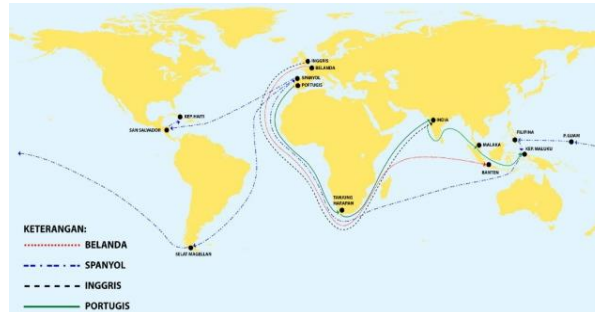 INGGRIS
BELANDA
SPANYOL
PORTUGIS
REP. HAITI
SAN SALVADOR
INDIA
MALAKA
FILIPINA
P. GUAM
KEP. MALUKU
BANTEN
TANJUNG
HARAPAN
SELAT MAGELLAN
KETERANGAN:
BELANDA
SPANYOL
INGGRIS
PORTUGIS